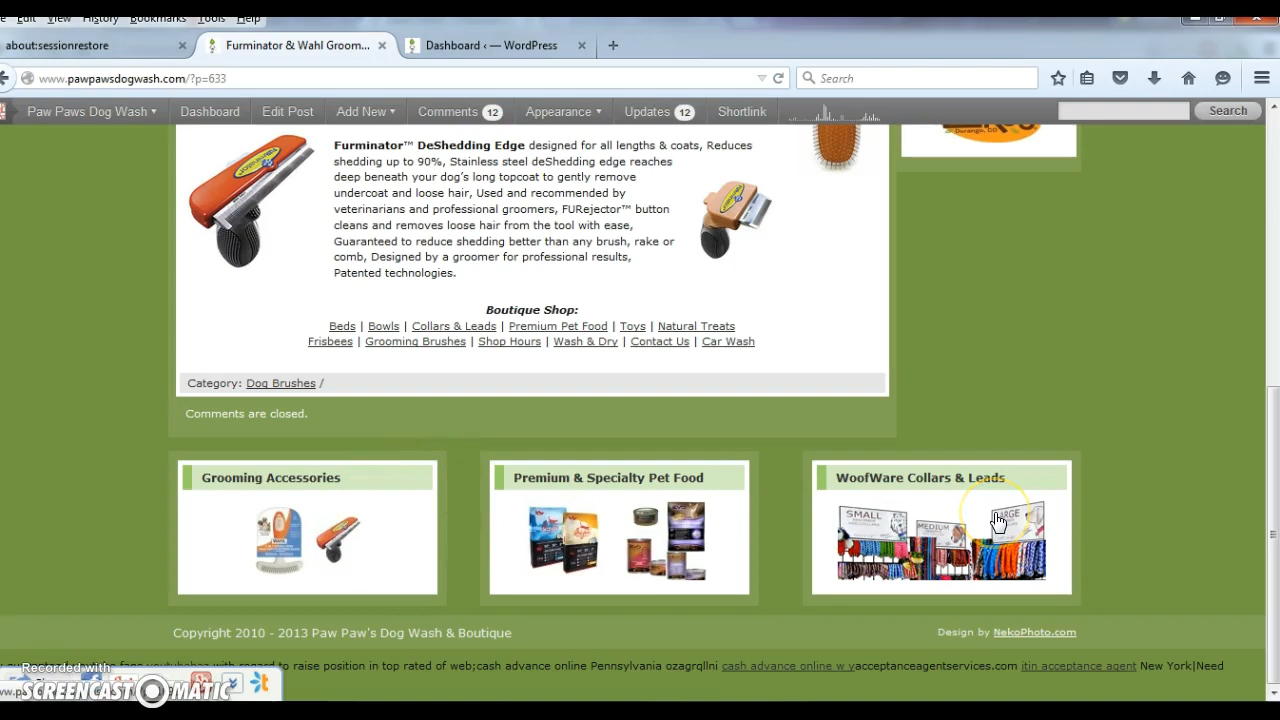 e Edit View History Bookmarks Tools Help
about:sessionrestore
Furminator & Wahl Groom...
Dashboard ‹ — WordPress
www.pawpawsdogwash.com/?p=633
Search
Paw Paws Dog Wash
Dashboard
Edit Post
Add New
Comments 12
Appearance
Updates 12
Shortlink
Search
Durango, CO
Furminator™ DeShedding Edge designed for all lengths & coats, Reduces
shedding up to 90%, Stainless steel deShedding edge reaches
deep beneath your dog's long topcoat to gently remove
undercoat and loose hair, Used and recommended by
veterinarians and professional groomers, FURejector™ button
cleans and removes loose hair from the tool with ease,
Guaranteed to reduce shedding better than any brush, rake or
comb, Designed by a groomer for professional results,
Patented technologies.
Boutique Shop:
Beds | Bowls | Collars & Leads | Premium Pet Food | Toys | Natural Treats
Frisbees | Grooming Brushes | Shop Hours | Wash & Dry | Contact Us | Car Wash
Category: Dog Brushes /
Comments are closed.
Grooming Accessories
Premium & Specialty Pet Food
WoofWare Collars & Leads
SMALL
MEDIUM
Copyright 2010 - 2013 Paw Paw's Dog Wash & Boutique
Design by NekoPhoto.com
with regard to raise position in top rated of web;cash advance online Pennsylvania ozagrqllni cash advance online w yacceptanceagentservices.com itin acceptance agent New York|Need
Recorded with
SCREENCAST-O-MATIC